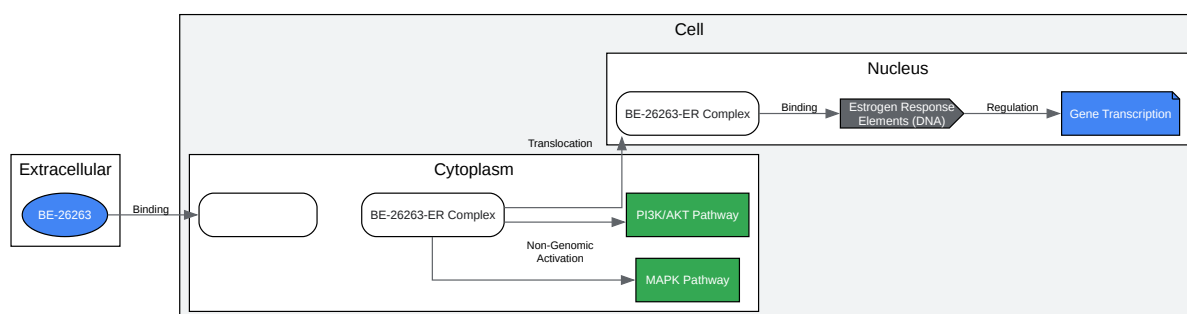 Cell
Nucleus
BE-26263-ER Complex
Binding
Estrogen Response
Elements (DNA)
Regulation
Gene Transcription
Translocation
Extracellular
BE-26263
Binding
Cytoplasm
BE-26263-ER Complex
PI3K/AKT Pathway
Non-Genomic
Activation
MAPK Pathway